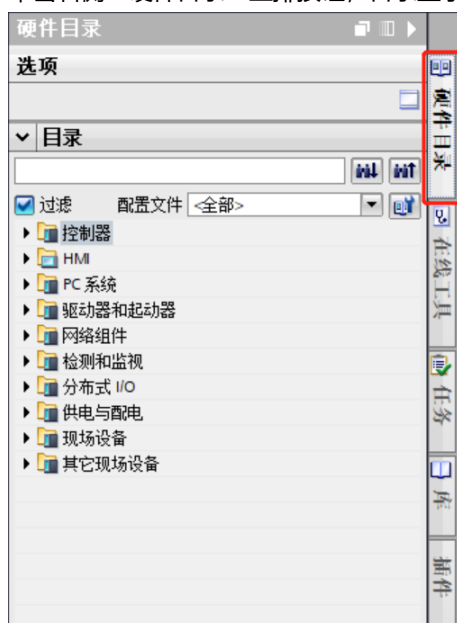 硬件目录
选项
目录
过滤 配置文件 <全部>
控制器
HMI
PC 系统
驱动器和起动器
网络组件
检测和监视
分布式 I/O
供电与配电
现场设备
其它现场设备
硬件目录
在线工具
任务
库
插件